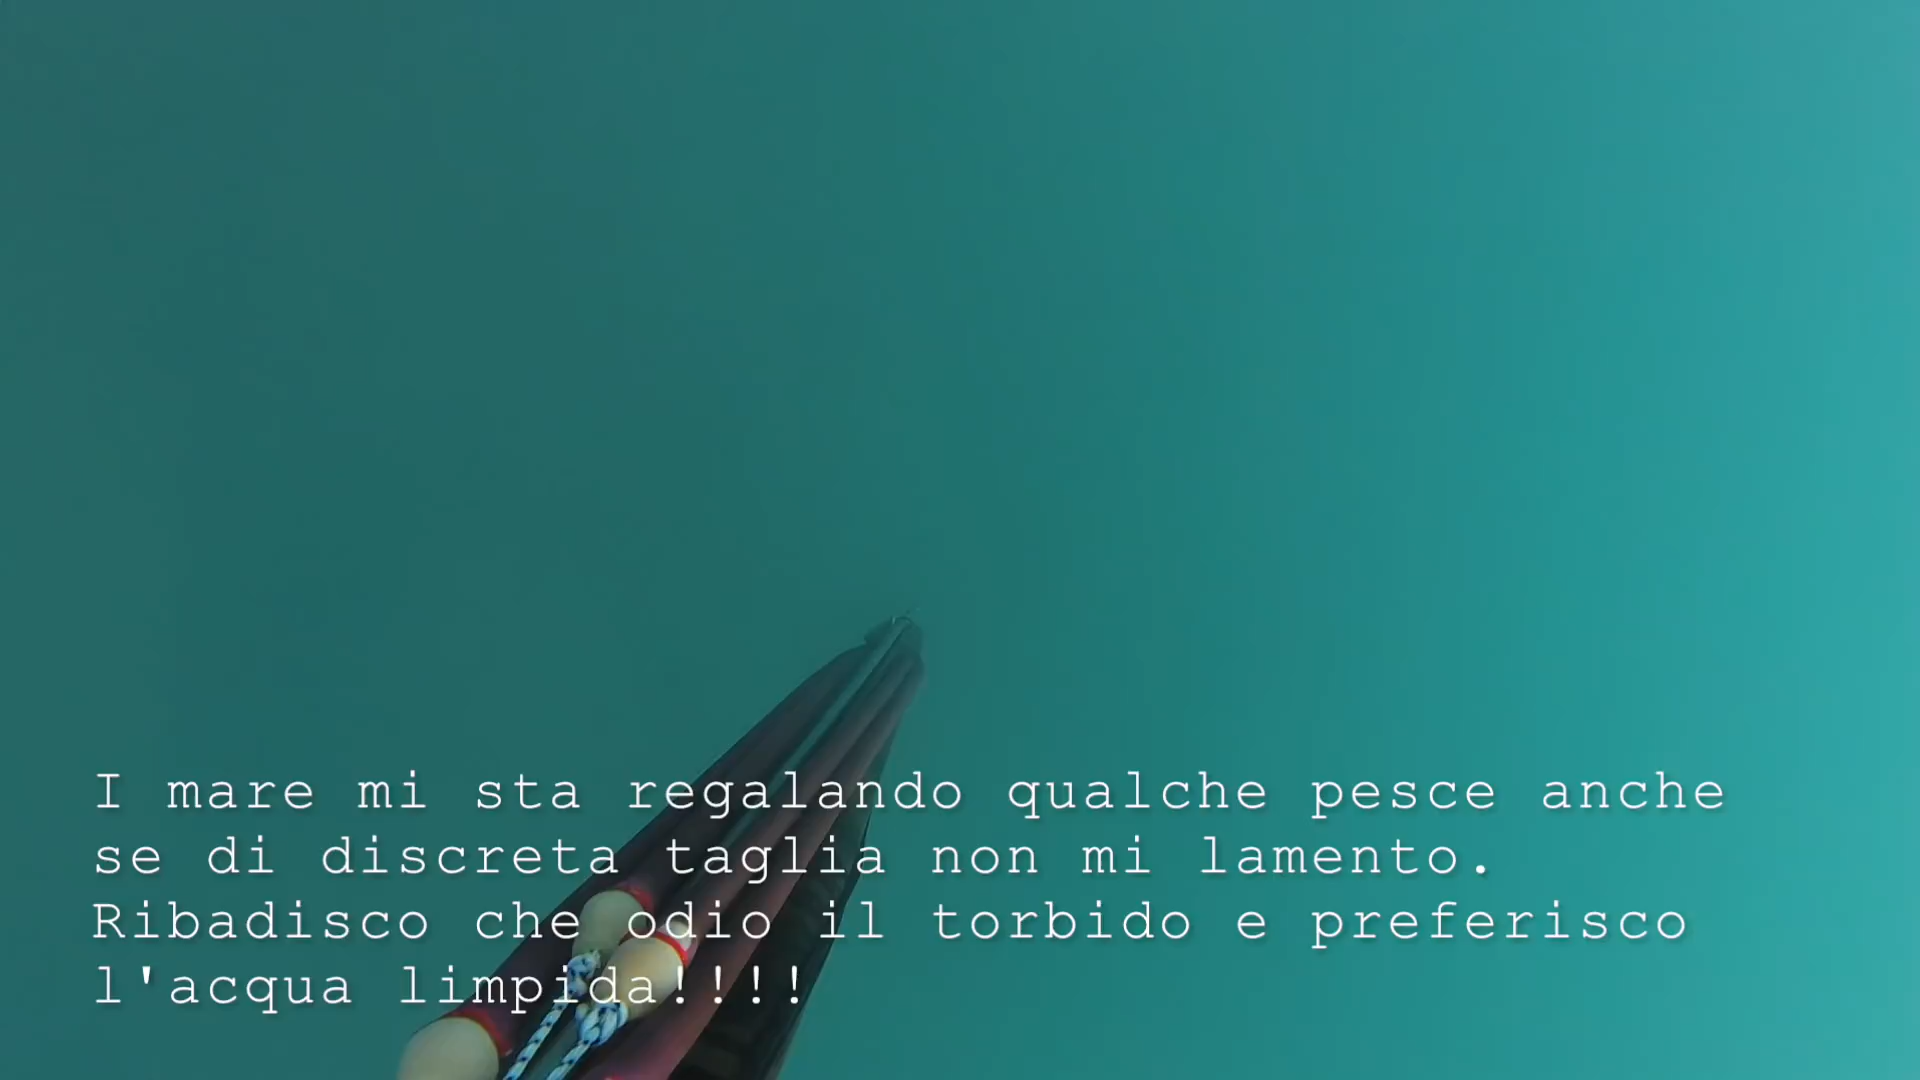 I mare mi sta regalando qualche pesce anche
se di discreta taglia non mi lamento.
Ribadisco che odio il torbido e preferisco
l'acqua limpida!!!!